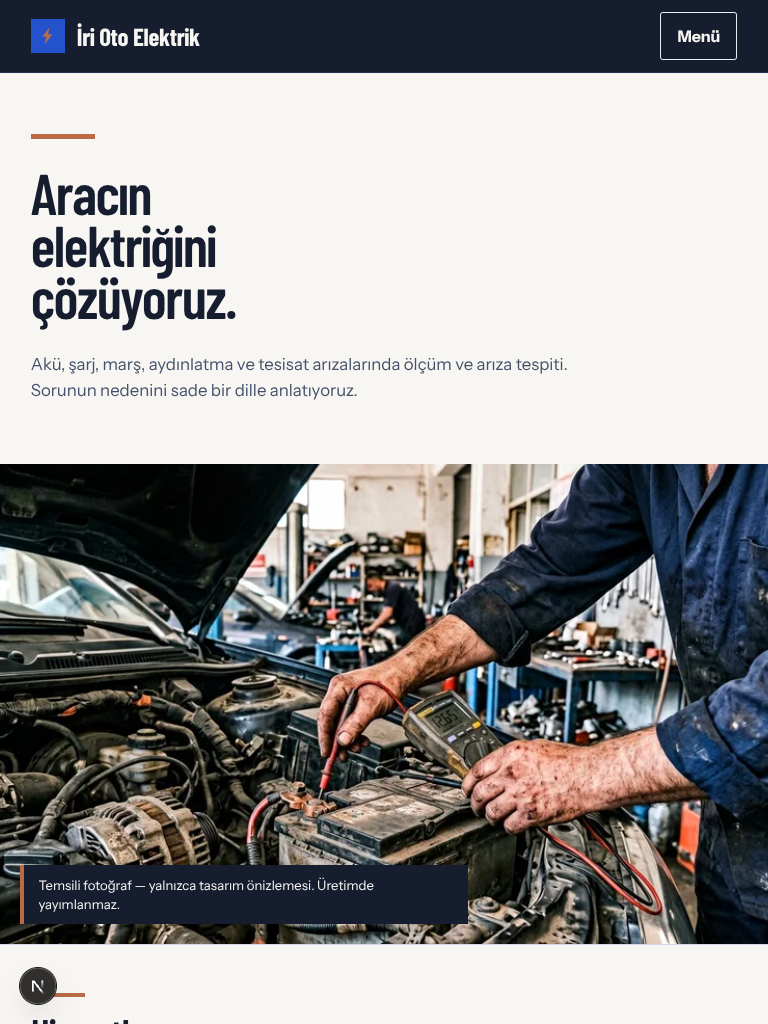 İri Oto Elektrik
Menü
Aracın
elektriğini
çözüyoruz.
Akü, şarj, marş, aydınlatma ve tesisat arızalarında ölçüm ve arıza tespiti.
Sorunun nedenini sade bir dille anlatıyoruz.
Temsili fotoğraf — yalnızca tasarım önizlemesi. Üretimde
yayımlanmaz.
N